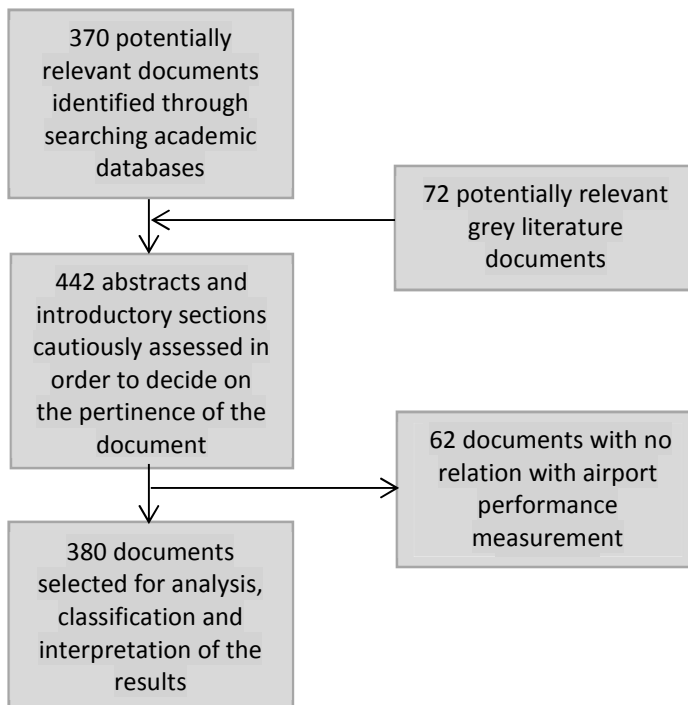 370 potentially
relevant documents
identified through
searching academic
databases
72 potentially relevant
grey literature
documents
442 abstracts and
introductory sections
cautiously assessed in
order to decide on
the pertinence of the
document
62 documents with no
relation with airport
performance
measurement
380 documents
selected for analysis,
classification and
interpretation of the
results